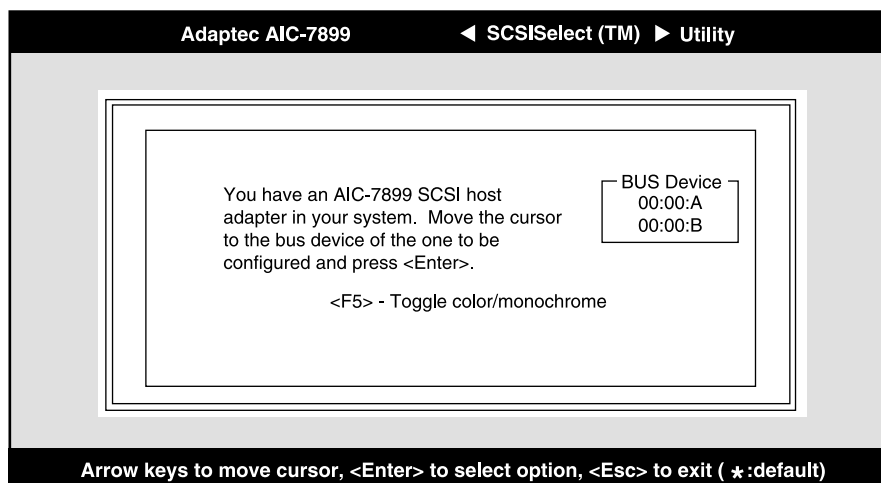 Adaptec AIC-7899 ◀ SCSISelect (TM) ▶ Utility
You have an AIC-7899 SCSI host
adapter in your system. Move the cursor
to the bus device of the one to be
configured and press <Enter>.
BUS Device
00:00:A
00:00:B
<F5> - Toggle color/monochrome
Arrow keys to move cursor, <Enter> to select option, <Esc> to exit ( *:default)